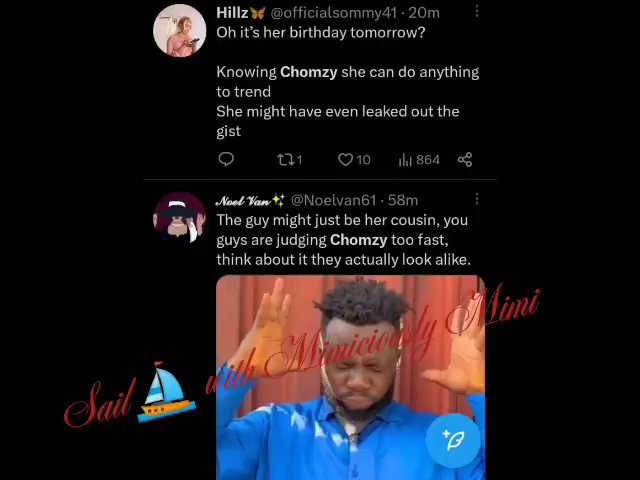 Hillz🦋 @officialsommy41 · 20m
Oh it's her birthday tomorrow?
Knowing Chomzy she can do anything
to trend
She might have even leaked out the
gist
1 10 864
𝓝𝓸𝓮𝓵 𝓥𝓪𝓷✨ @Noelvan61 · 58m
The guy might just be her cousin, you
guys are judging Chomzy too fast,
think about it they actually look alike.
Sail ⛵ with Mimiciously Mimi